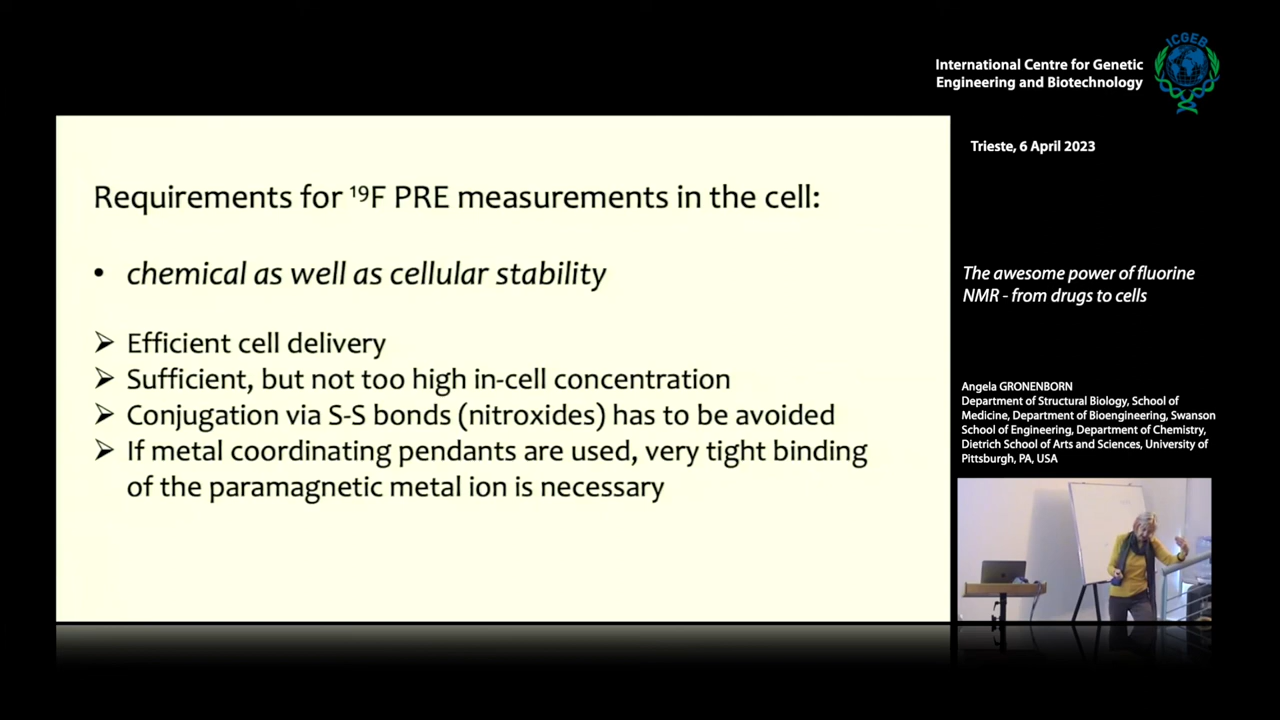 ICGEB
International Centre for Genetic
Engineering and Biotechnology
Trieste, 6 April 2023
Requirements for ¹⁹F PRE measurements in the cell:
• chemical as well as cellular stability
➢ Efficient cell delivery
➢ Sufficient, but not too high in-cell concentration
➢ Conjugation via S-S bonds (nitroxides) has to be avoided
➢ If metal coordinating pendants are used, very tight binding
of the paramagnetic metal ion is necessary
The awesome power of fluorine
NMR - from drugs to cells
Angela GRONENBORN
Department of Structural Biology, School of
Medicine, Department of Bioengineering, Swanson
School of Engineering, Department of Chemistry,
Dietrich School of Arts and Sciences, University of
Pittsburgh, PA, USA